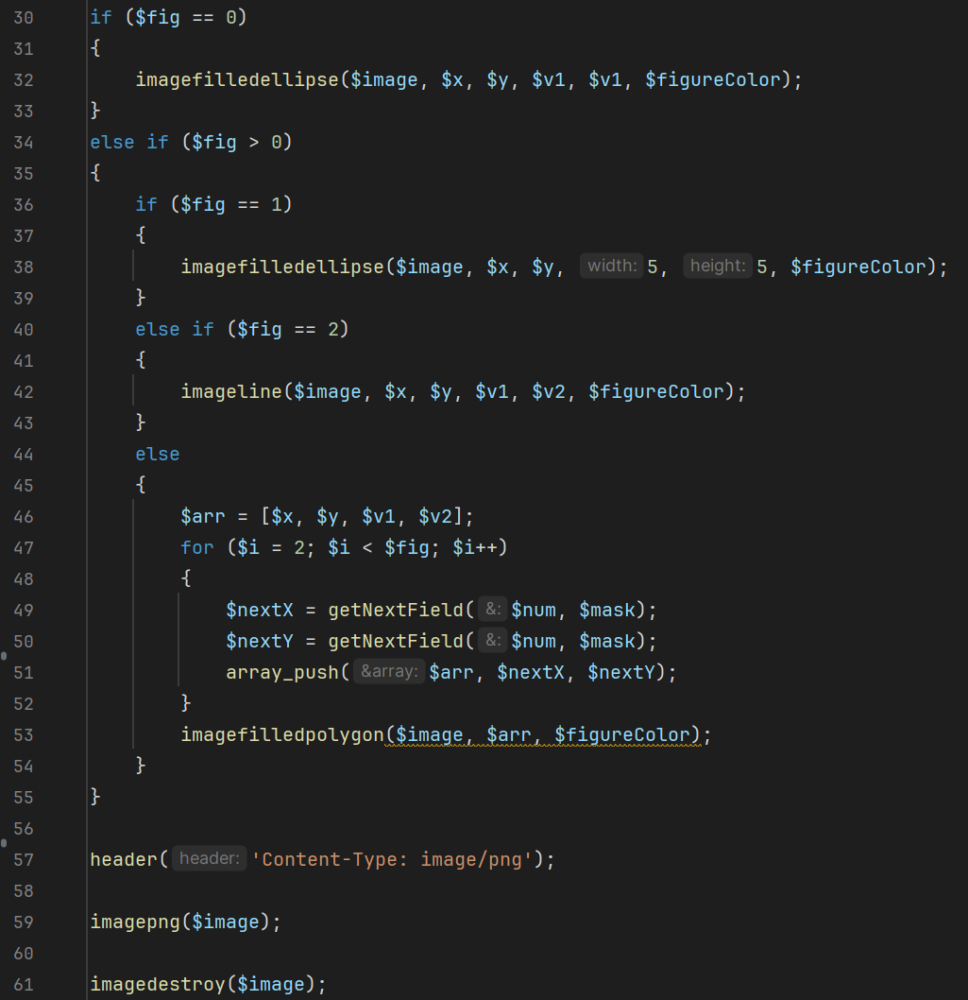 30 if ($fig == 0)
31 {
32     imagefilledellipse($image, $x, $y, $v1, $v1, $figureColor);
33 }
34 else if ($fig > 0)
35 {
36     if ($fig == 1)
37     {
38         imagefilledellipse($image, $x, $y, width: 5, height: 5, $figureColor);
39     }
40     else if ($fig == 2)
41     {
42         imageline($image, $x, $y, $v1, $v2, $figureColor);
43     }
44     else
45     {
46         $arr = [$x, $y, $v1, $v2];
47         for ($i = 2; $i < $fig; $i++)
48         {
49             $nextX = getNextField( &: $num, $mask);
50             $nextY = getNextField( &: $num, $mask);
51             array_push( &array: $arr, $nextX, $nextY);
52         }
53         imagefilledpolygon($image, $arr, $figureColor);
54     }
55 }
56
57 header( header: 'Content-Type: image/png');
58
59 imagepng($image);
60
61 imagedestroy($image);